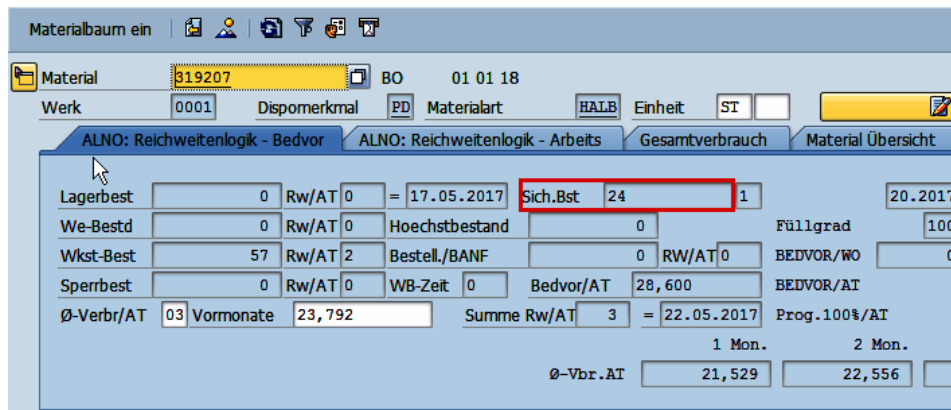 Materialbaum ein
Material 319207 BO 01 01 18
Werk 0001 Dispomerkmal PD Materialart HALB Einheit ST
ALNO: Reichweitenlogik - Bedvor ALNO: Reichweitenlogik - Arbeits Gesamtverbrauch Material Übersicht
Lagerbest 0 Rw/AT 0 = 17.05.2017 Sich.Bst 24 1 20.2017
We-Bestd 0 Rw/AT 0 Hoechstbestand 0 Füllgrad 100
Wkst-Best 57 Rw/AT 2 Bestell./BANF 0 RW/AT 0 BEDVOR/WO 0
Sperrbest 0 Rw/AT 0 WB-Zeit 0 Bedvor/AT 28,600 BEDVOR/AT
Ø-Verbr/AT 03 Vormonate 23,792 Summe Rw/AT 3 = 22.05.2017 Prog.100%/AT
1 Mon. 2 Mon.
Ø-Vbr.AT 21,529 22,556